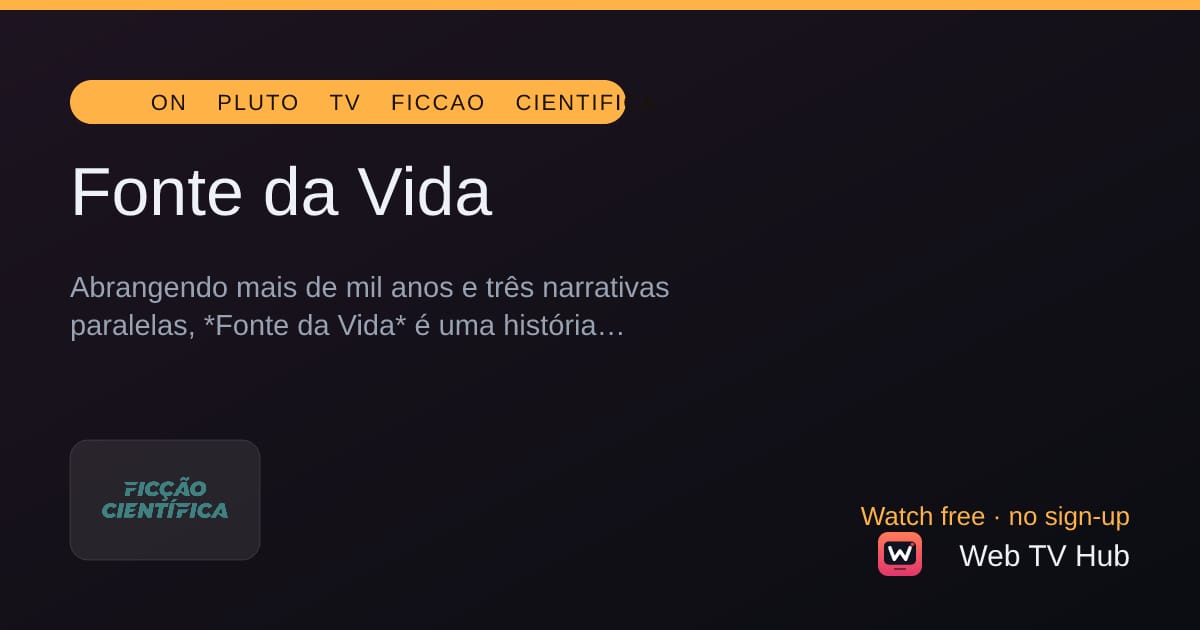 ON PLUTO TV FICCAO CIENTIFIC
Fonte da Vida
Abrangendo mais de mil anos e três narrativas
paralelas, *Fonte da Vida* é uma história…
FICÇÃO
CIENTÍFICA
Watch free · no sign-up
W
Web TV Hub